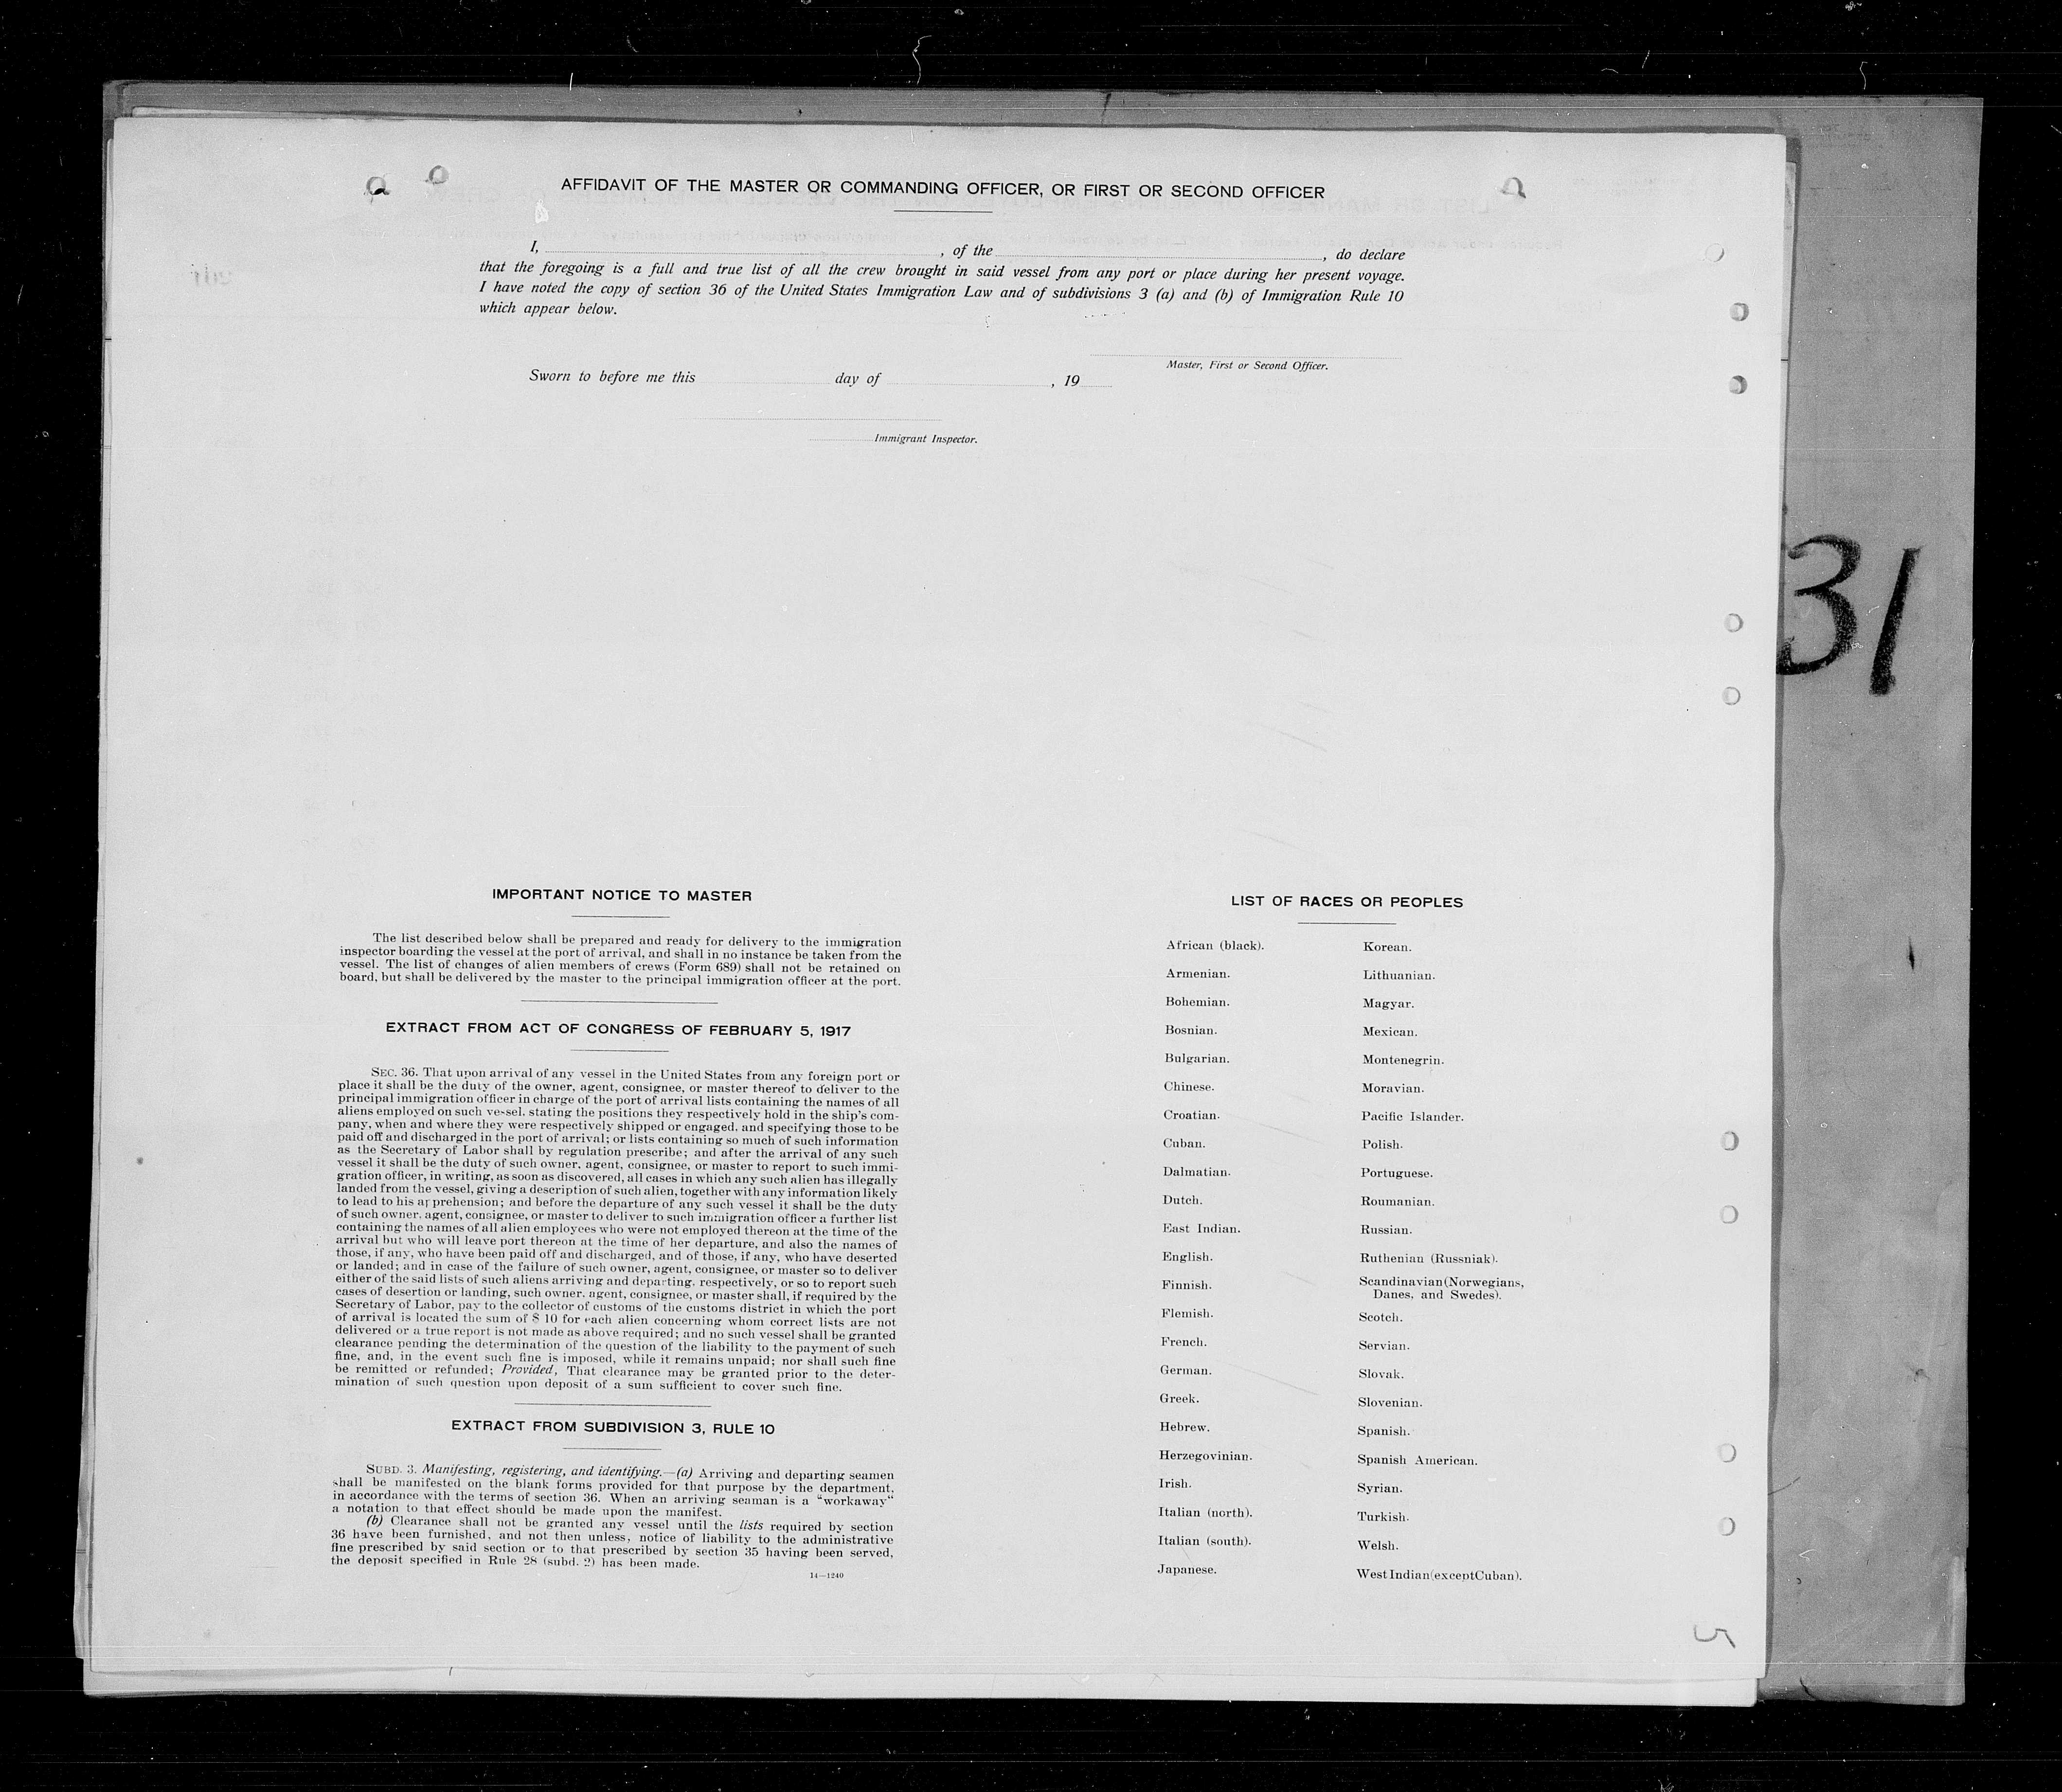 AFFIDAVIT OF THE MASTER OR COMMANDING OFFICER, OR FIRST OR SECOND OFFICER
I, , of the , do declare
that the foregoing is a full and true list of all the crew brought in said vessel from any port or place during her present voyage.
I have noted the copy of section 36 of the United States Immigration Law and of subdivisions 3 (a) and (b) of Immigration Rule 10
which appear below.
Master, First or Second Officer.
Sworn to before me this day of , 19
Immigrant Inspector.
31
IMPORTANT NOTICE TO MASTER
The list described below shall be prepared and ready for delivery to the immigration
inspector boarding the vessel at the port of arrival, and shall in no instance be taken from the
vessel. The list of changes of alien members of crews (Form 689) shall not be retained on
board, but shall be delivered by the master to the principal immigration officer at the port.
EXTRACT FROM ACT OF CONGRESS OF FEBRUARY 5, 1917
SEC. 36. That upon arrival of any vessel in the United States from any foreign port or
place it shall be the duty of the owner, agent, consignee, or master thereof to deliver to the
principal immigration officer in charge of the port of arrival lists containing the names of all
aliens employed on such vessel. stating the positions they respectively hold in the ship's com-
pany, when and where they were respectively shipped or engaged. and specifying those to be
paid off and discharged in the port of arrival; or lists containing so much of such information
as the Secretary of Labor shall by regulation prescribe; and after the arrival of any such
vessel it shall be the duty of such owner. agent, consignee, or master to report to such immi-
gration officer, in writing, as soon as discovered, all cases in which any such alien has illegally
landed from the vessel, giving a description of such alien, together with any information likely
to lead to his apprehension; and before the departure of any such vessel it shall be the duty
of such owner. agent, consignee, or master to deliver to such immigration officer a further list
containing the names of all alien employees who were not employed thereon at the time of the
arrival but who will leave port thereon at the time of her departure, and also the names of
those, if any, who have been paid off and discharged, and of those, if any, who have deserted
or landed; and in case of the failure of such owner, agent, consignee, or master so to deliver
either of the said lists of such aliens arriving and departing. respectively, or so to report such
cases of desertion or landing, such owner. agent, consignee, or master shall, if required by the
Secretary of Labor, pay to the collector of customs of the customs district in which the port
of arrival is located the sum of $ 10 for each alien concerning whom correct lists are not
delivered or a true report is not made as above required; and no such vessel shall be granted
clearance pending the determination of the question of the liability to the payment of such
fine, and, in the event such fine is imposed, while it remains unpaid; nor shall such fine
be remitted or refunded; Provided, That clearance may be granted prior to the deter-
mination of such question upon deposit of a sum sufficient to cover such fine.
EXTRACT FROM SUBDIVISION 3, RULE 10
SUBD. 3. Manifesting, registering, and identifying.—(a) Arriving and departing seamen
shall be manifested on the blank forms provided for that purpose by the department,
in accordance with the terms of section 36. When an arriving seaman is a "workaway"
a notation to that effect should be made upon the manifest.
(b) Clearance shall not be granted any vessel until the lists required by section
36 have been furnished, and not then unless, notice of liability to the administrative
fine prescribed by said section or to that prescribed by section 35 having been served,
the deposit specified in Rule 28 (subd. 2) has been made.
14—1240
LIST OF RACES OR PEOPLES
African (black).
Armenian.
Bohemian.
Bosnian.
Bulgarian.
Chinese.
Croatian.
Cuban.
Dalmatian.
Dutch.
East Indian.
English.
Finnish.
Flemish.
French.
German.
Greek.
Hebrew.
Herzegovinian.
Irish.
Italian (north).
Italian (south).
Japanese.
Korean.
Lithuanian.
Magyar.
Mexican.
Montenegrin.
Moravian.
Pacific Islander.
Polish.
Portuguese.
Roumanian.
Russian.
Ruthenian (Russniak).
Scandinavian (Norwegians,
Danes, and Swedes).
Scotch.
Servian.
Slovak.
Slovenian.
Spanish.
Spanish American.
Syrian.
Turkish.
Welsh.
West Indian (except Cuban).